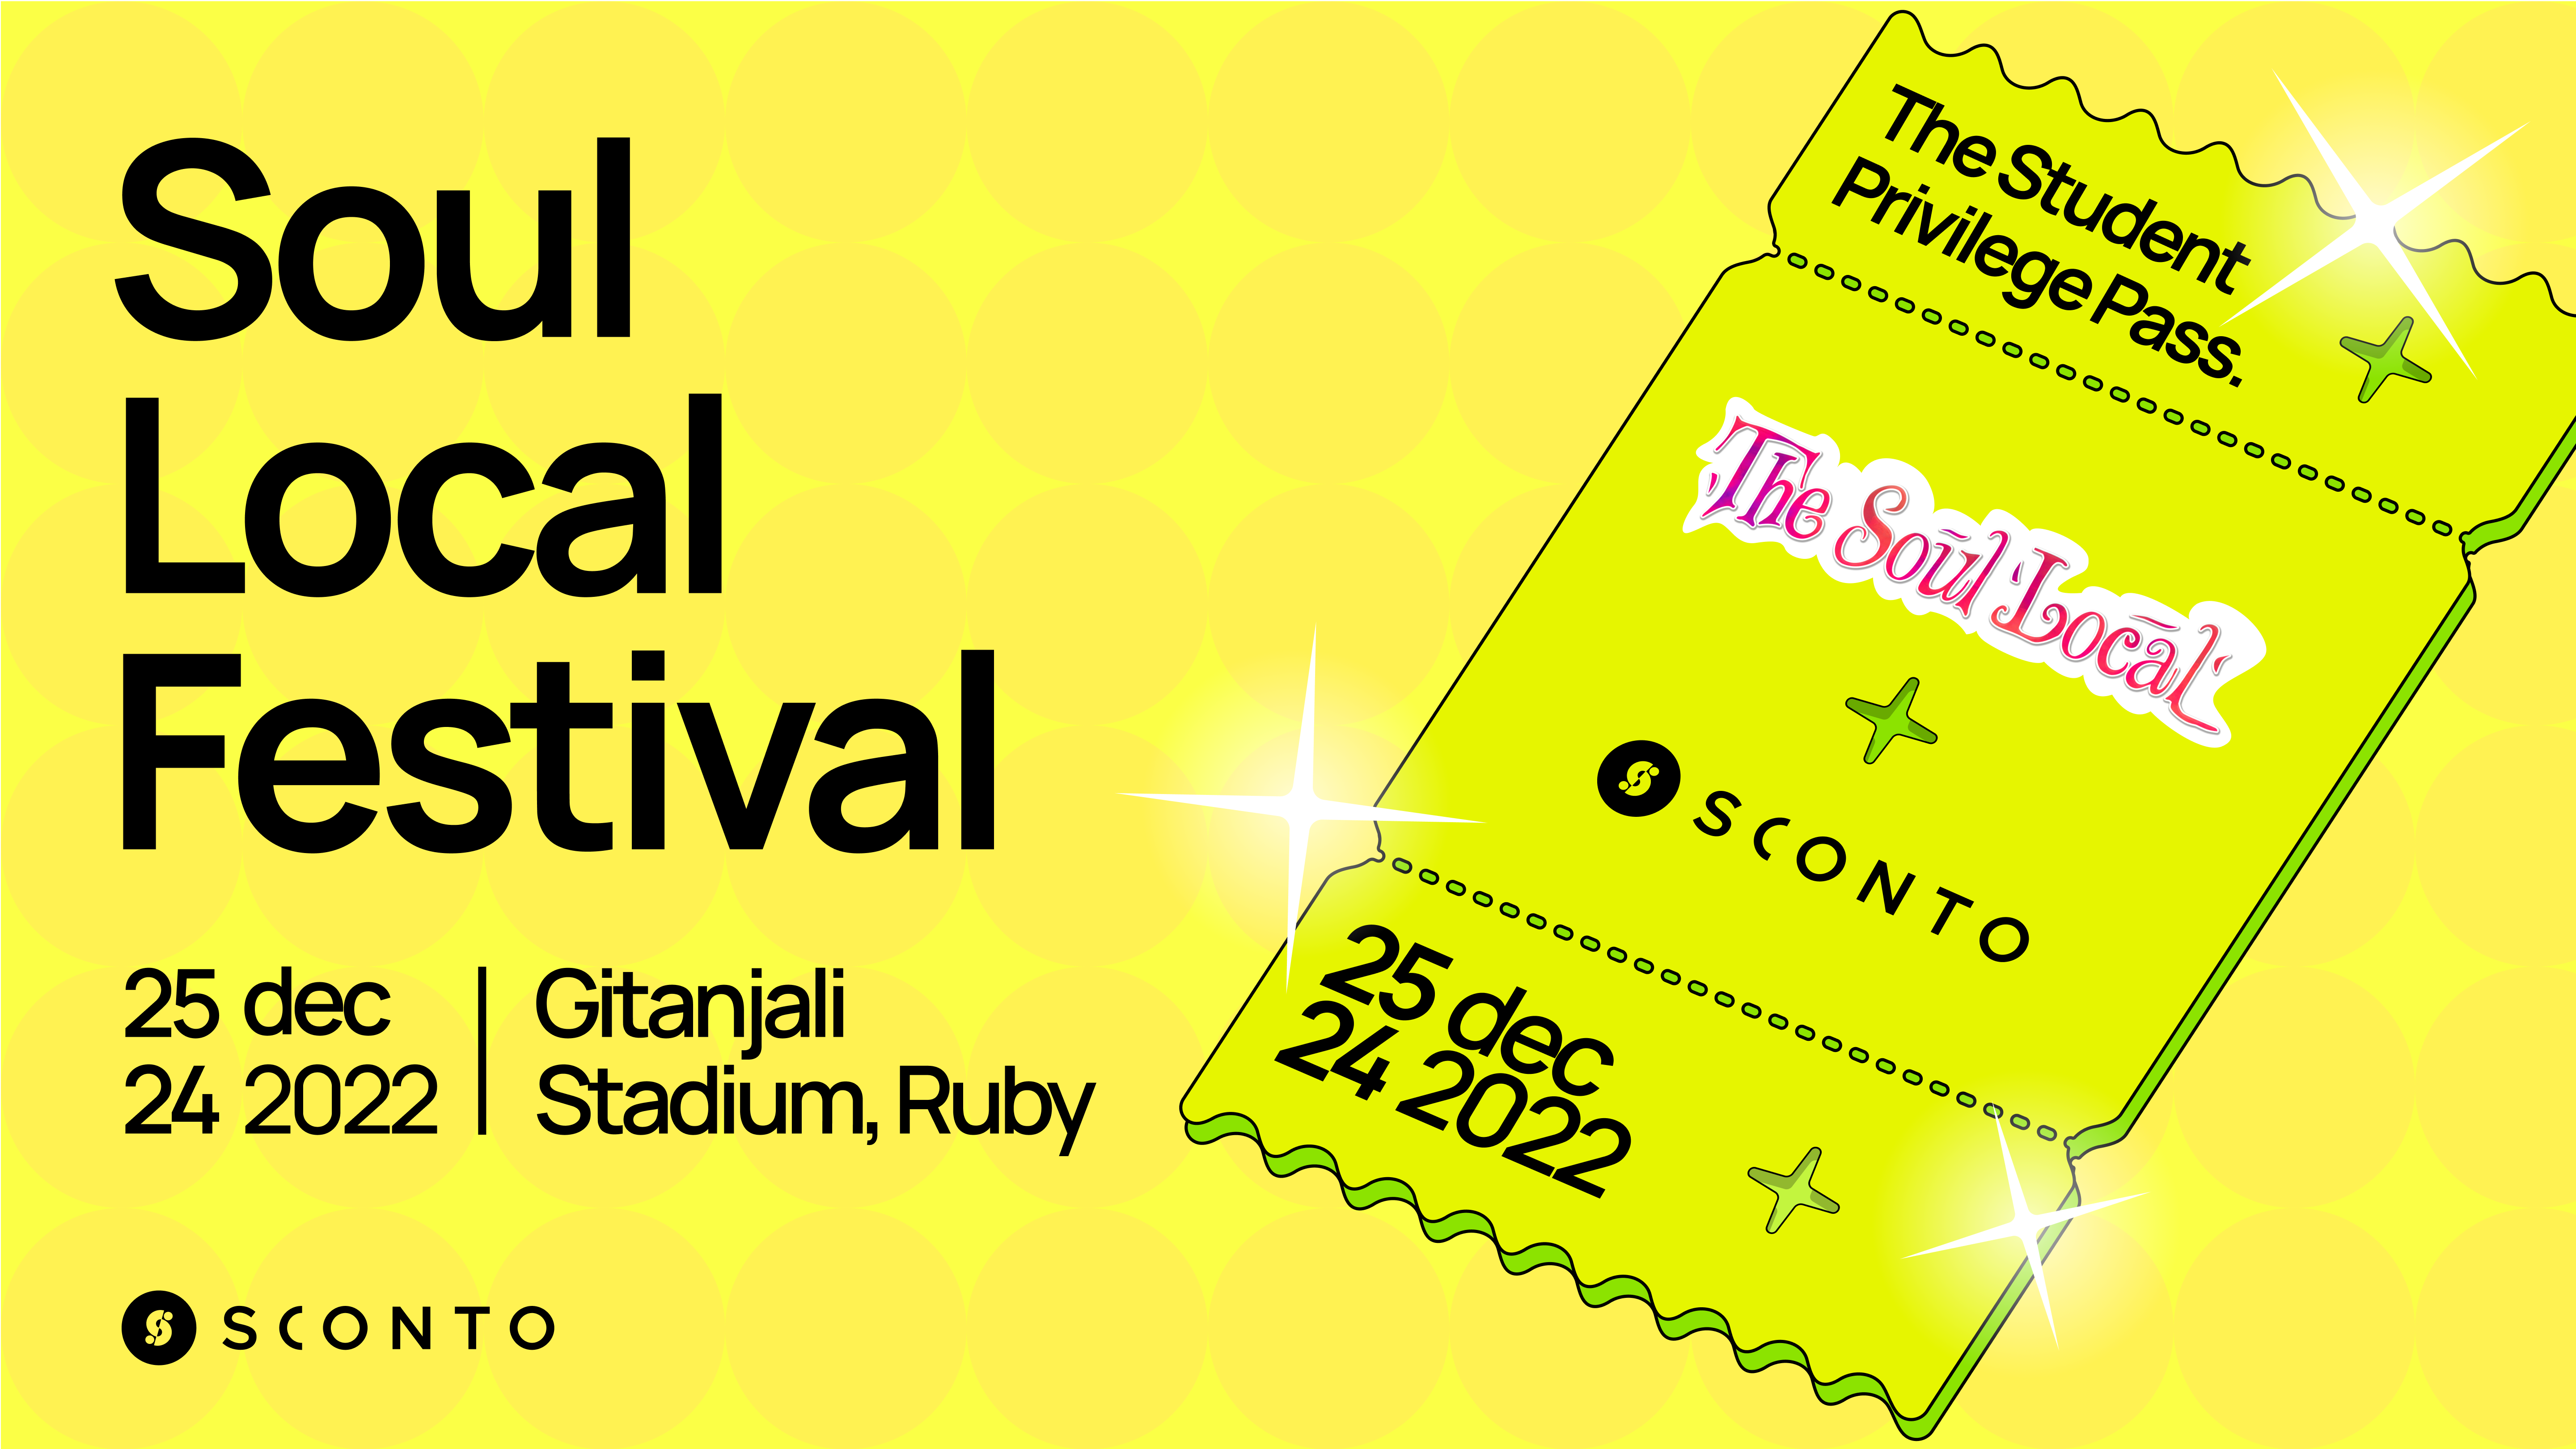 Soul
Local
Festival
25 dec
24 2022
Gitanjali
Stadium, Ruby
SCONTO
The Student
Privilege Pass.
The Soul Local
SCONTO
25 dec
24 2022